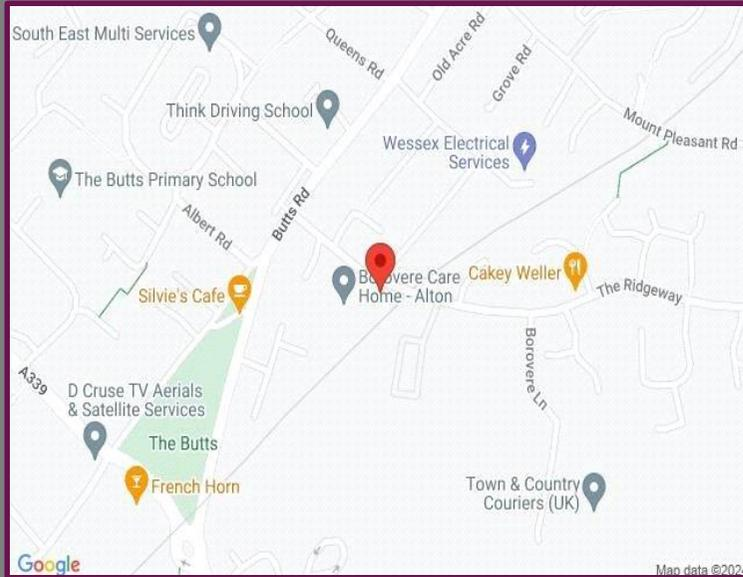 South East Multi Services
Queens Rd
Old Acre Rd
Grove Rd
Think Driving School
Mount Pleasant Rd
Wessex Electrical
Services
The Butts Primary School
Albert Rd
Butts Rd
Borovere Care
Home - Alton
Cakey Weller
The Ridgeway
Silvie's Cafe
Borovere Ln
A339
D Cruse TV Aerials
& Satellite Services
The Butts
French Horn
Town & Country
Couriers (UK)
Google
Map data ©2024